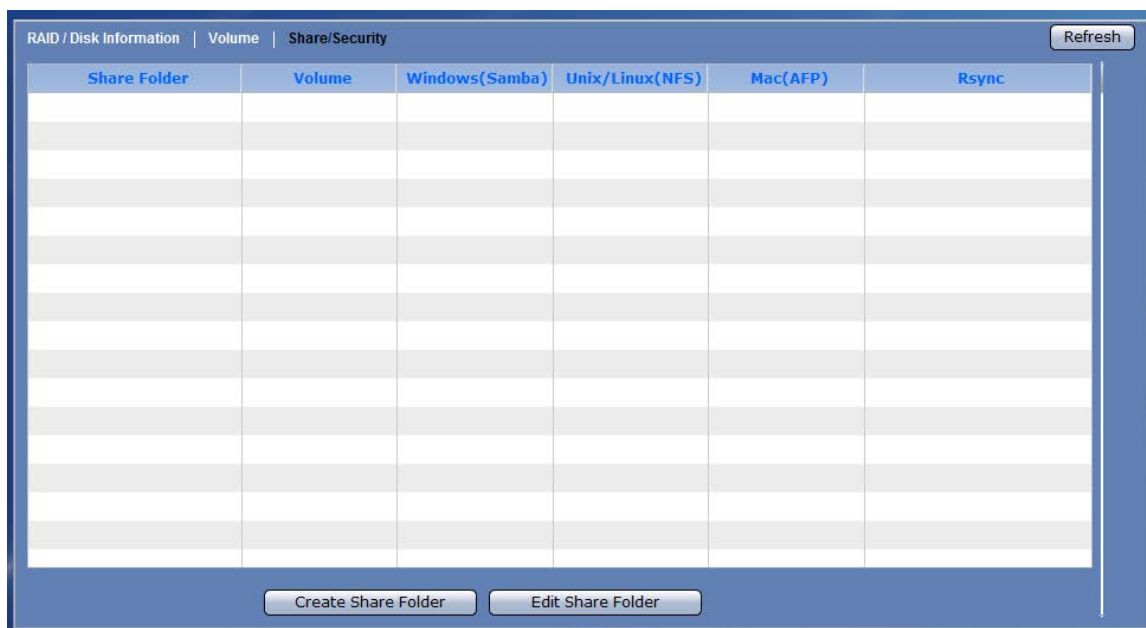 RAID / Disk Information | Volume | Share/Security Refresh
Share Folder Volume Windows(Samba) Unix/Linux(NFS) Mac(AFP) Rsync
Create Share Folder Edit Share Folder